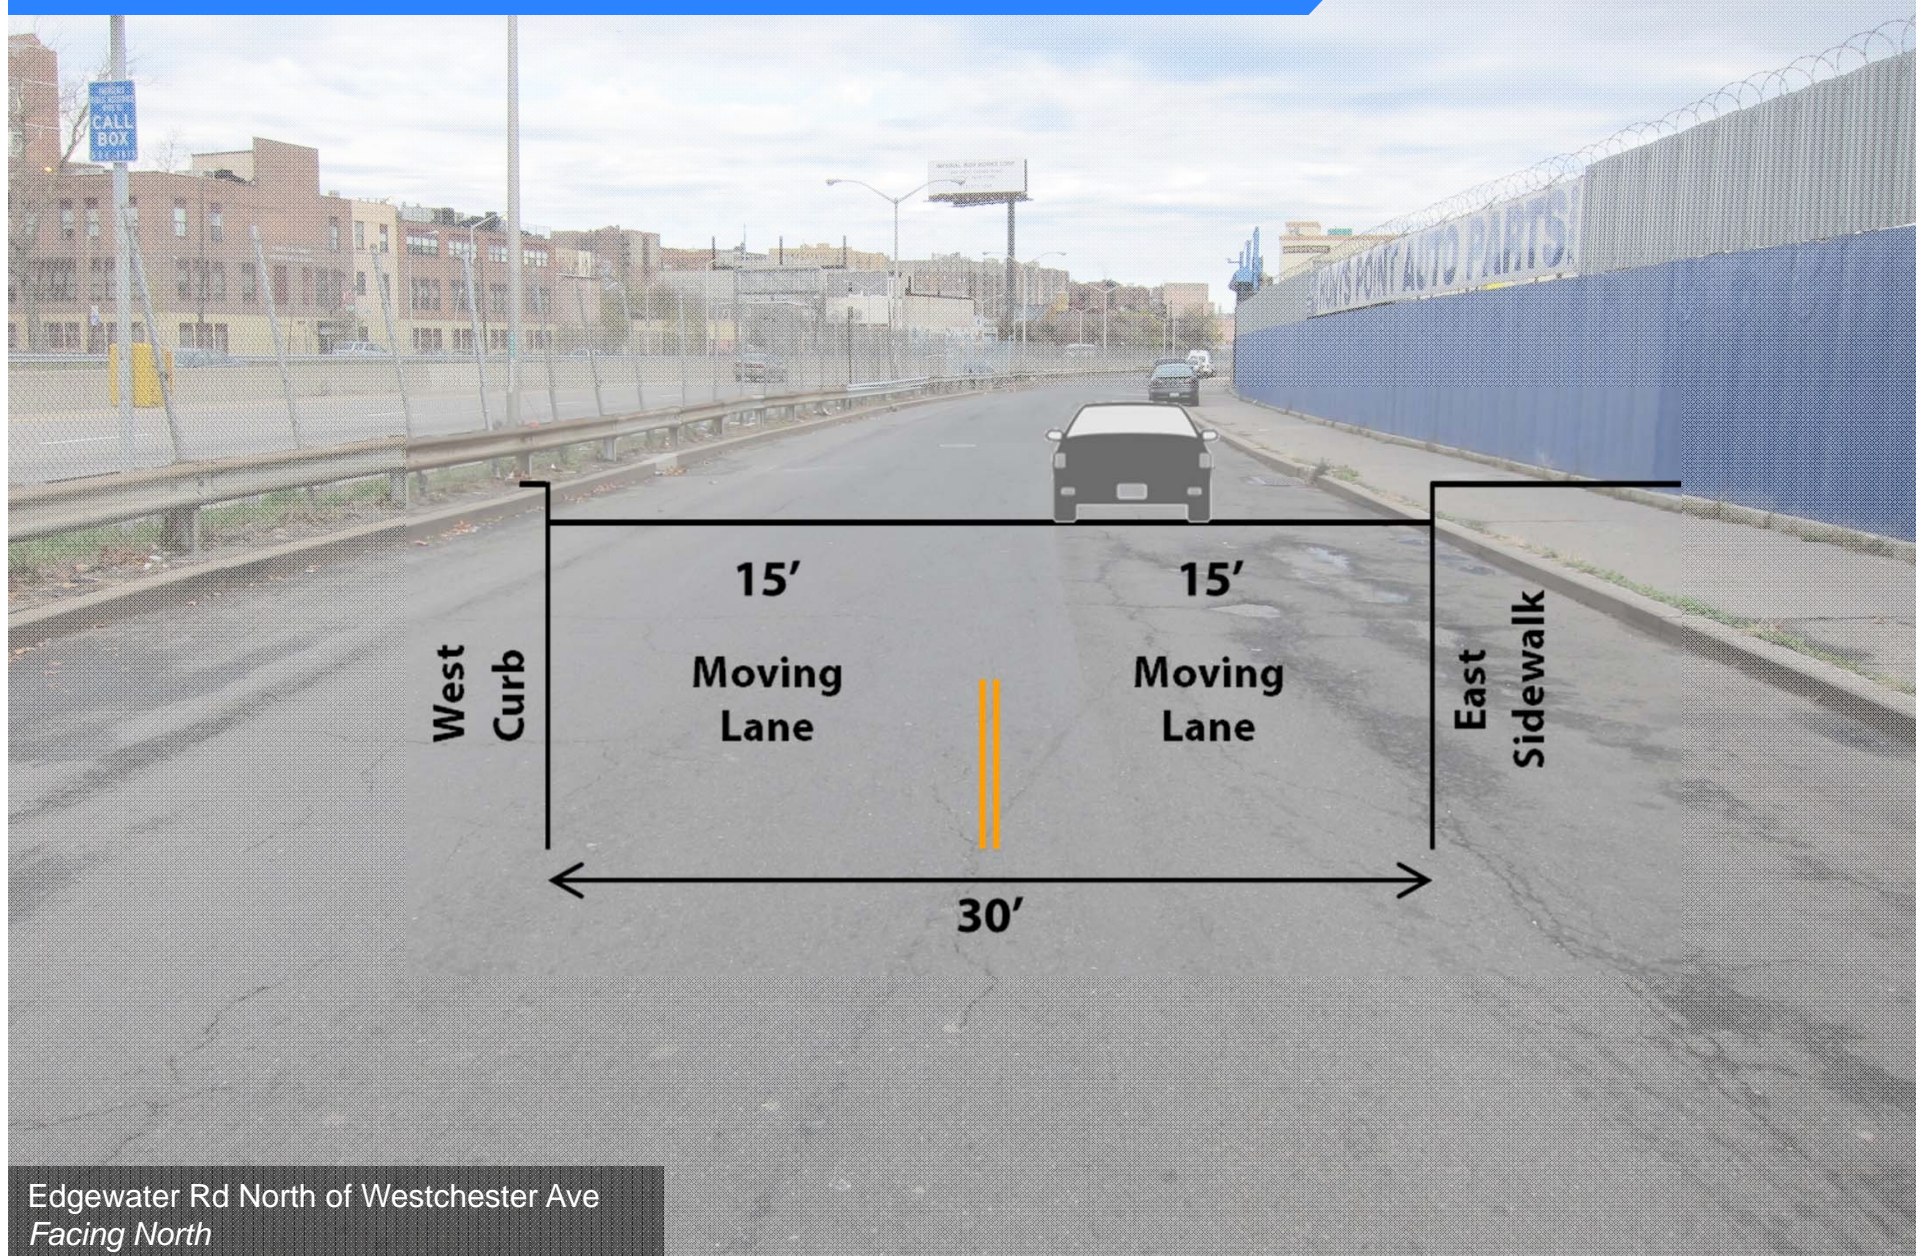 CALL
BOX
POINT AUTO PARTS
15’
15’
Moving
Lane
Moving
Lane
West
Curb
East
Sidewalk
30’
Edgewater Rd North of Westchester Ave
Facing North